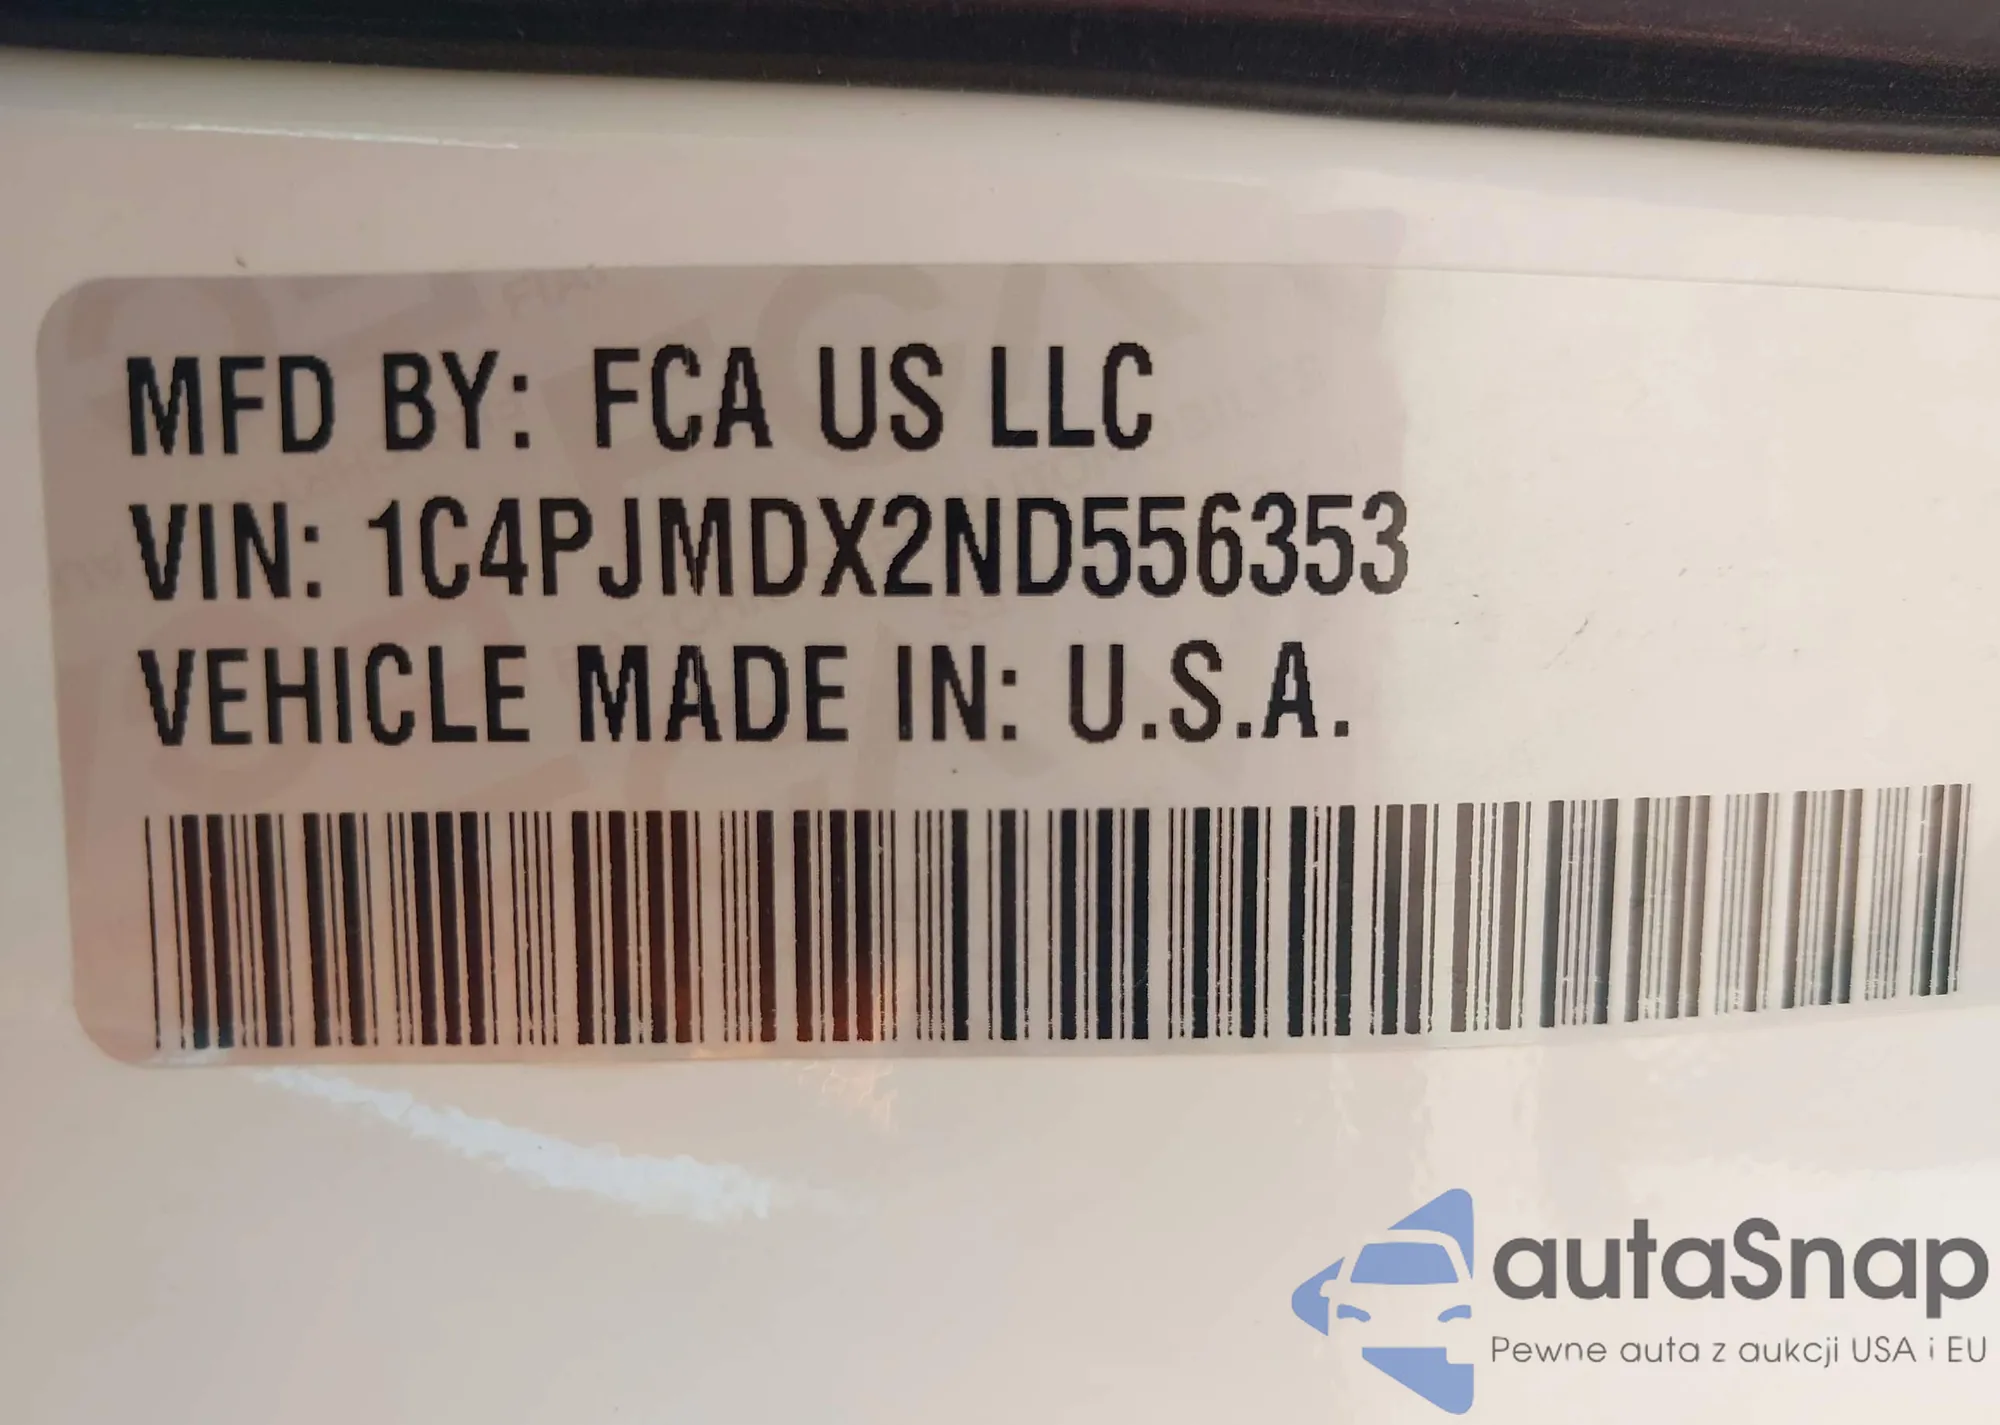 MFD BY: FCA US LLC
VIN: 1C4PJMDX2ND556353
VEHICLE MADE IN: U.S.A.
autaSnap
Pewne auta z aukcji USA i EU